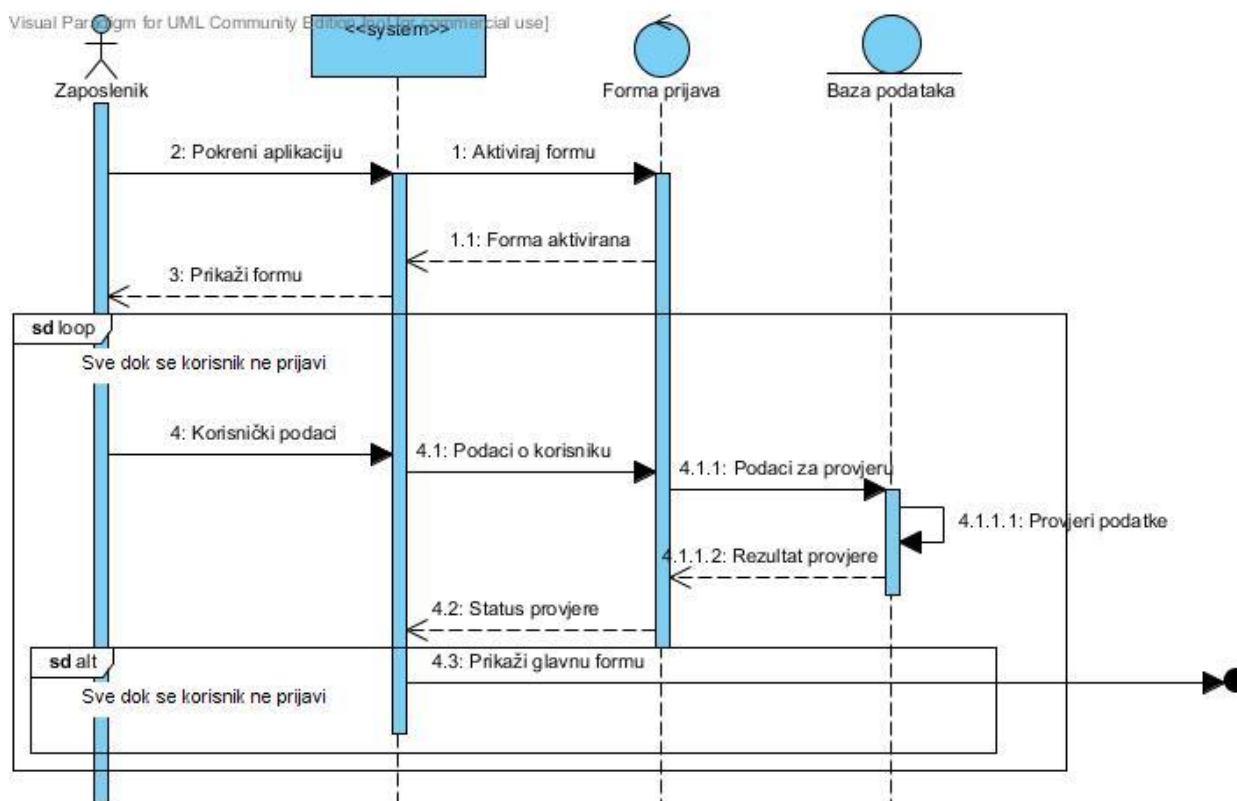 Visual Paradigm for UML Community Edition [not for commercial use]
<<system>>
Zaposlenik
Forma prijava
Baza podataka
2: Pokreni aplikaciju
1: Aktiviraj formu
1.1: Forma aktivirana
3: Prikaži formu
sd loop
Sve dok se korisnik ne prijavi
4: Korisnički podaci
4.1: Podaci o korisniku
4.1.1: Podaci za provjeru
4.1.1.1: Provjeri podatke
4.1.1.2: Rezultat provjere
4.2: Status provjere
sd alt
4.3: Prikaži glavnu formu
Sve dok se korisnik ne prijavi